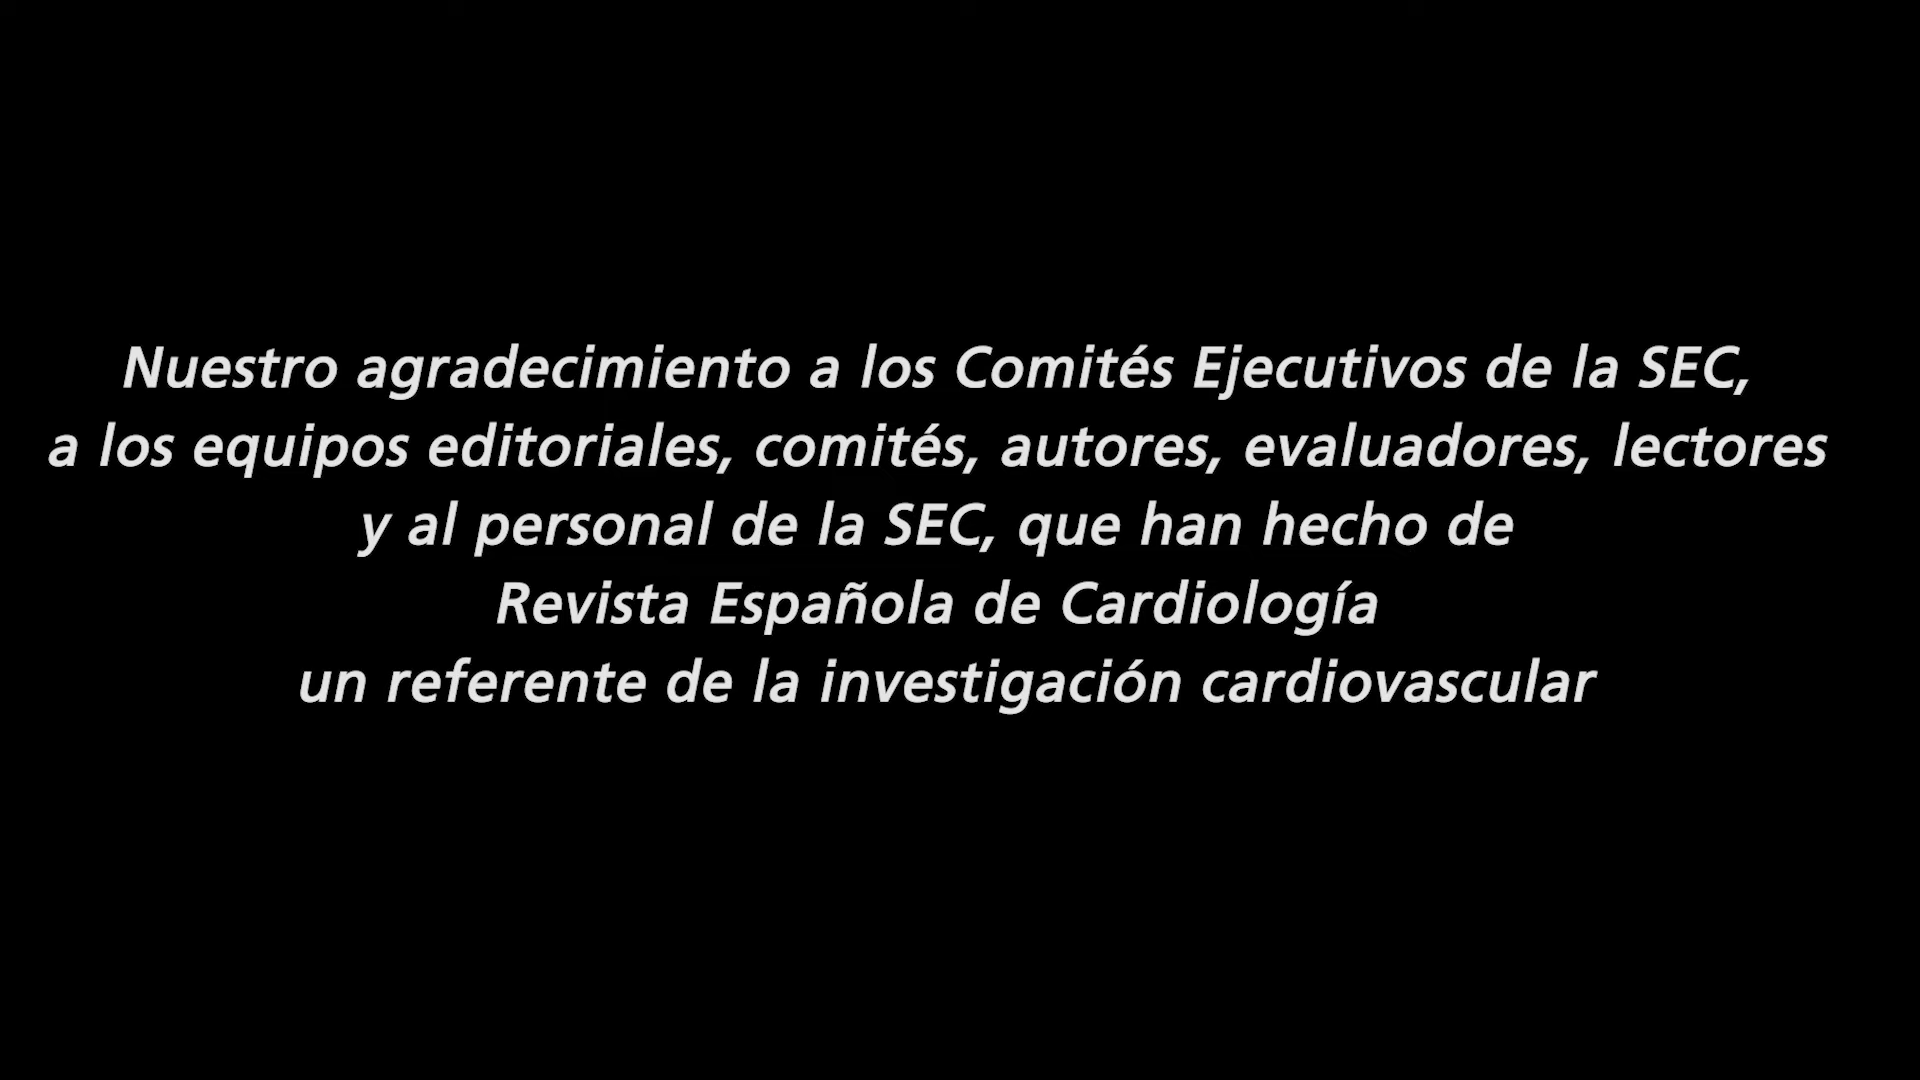 Nuestro agradecimiento a los Comités Ejecutivos de la SEC,
a los equipos editoriales, comités, autores, evaluadores, lectores
y al personal de la SEC, que han hecho de
Revista Española de Cardiología
un referente de la investigación cardiovascular